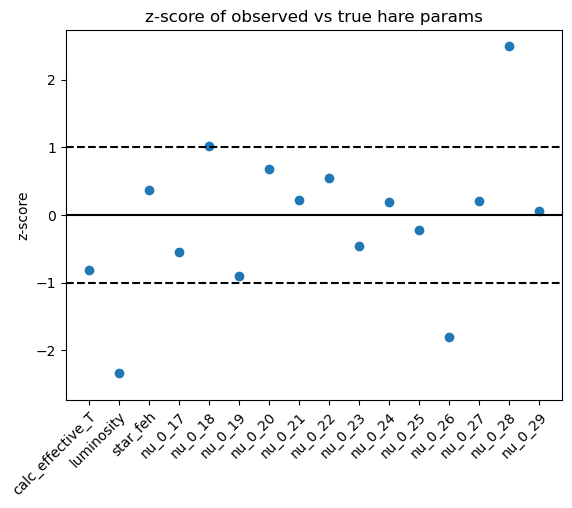 z-score of observed vs true hare params
z-score
2
1
0
−1
−2
calc_effective_T
luminosity
star_feh
nu_0_17
nu_0_18
nu_0_19
nu_0_20
nu_0_21
nu_0_22
nu_0_23
nu_0_24
nu_0_25
nu_0_26
nu_0_27
nu_0_28
nu_0_29